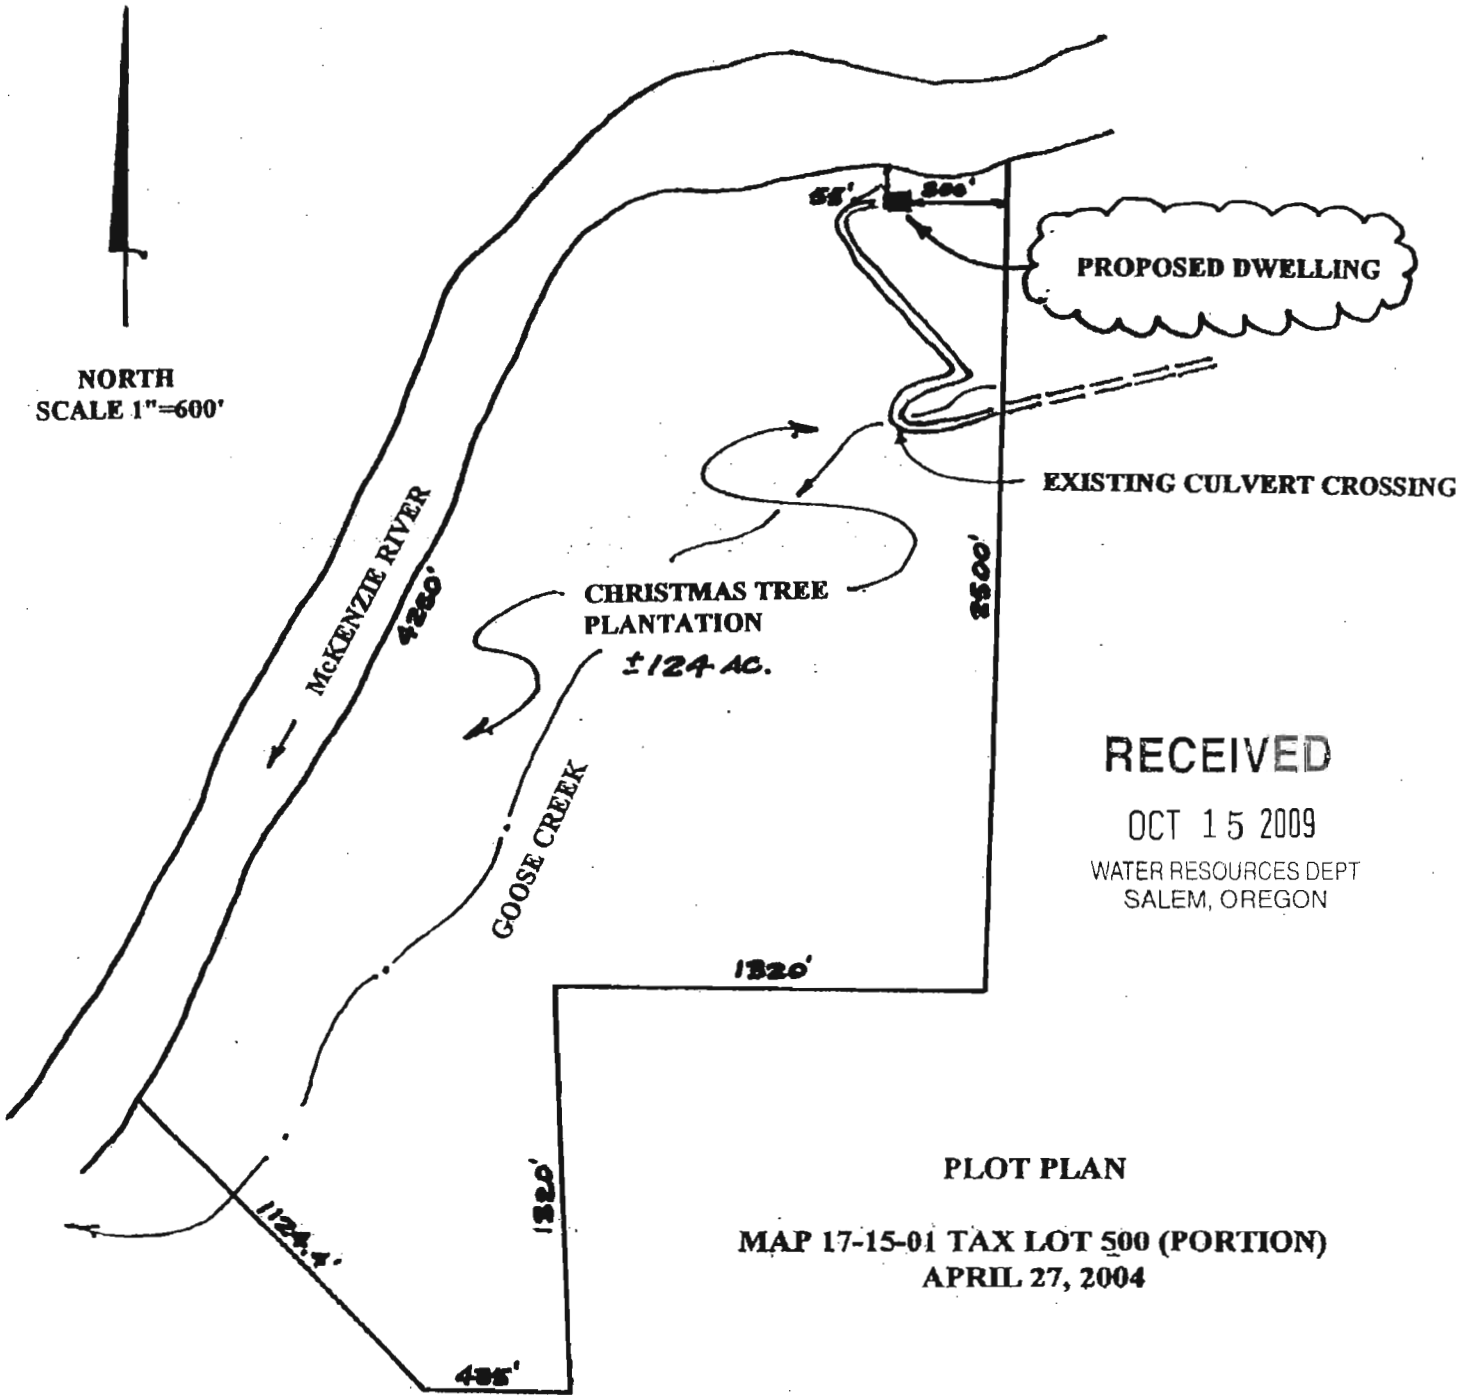 55'
PROPOSED DWELLING
NORTH
SCALE 1"=600'
EXISTING CULVERT CROSSING
McKENZIE RIVER
4280'
2500'
CHRISTMAS TREE
PLANTATION
±124 AC.
GOOSE CREEK
RECEIVED
OCT 15 2009
WATER RESOURCES DEPT
SALEM, OREGON
1320'
1320'
1124.4'
PLOT PLAN
MAP 17-15-01 TAX LOT 500 (PORTION)
APRIL 27, 2004